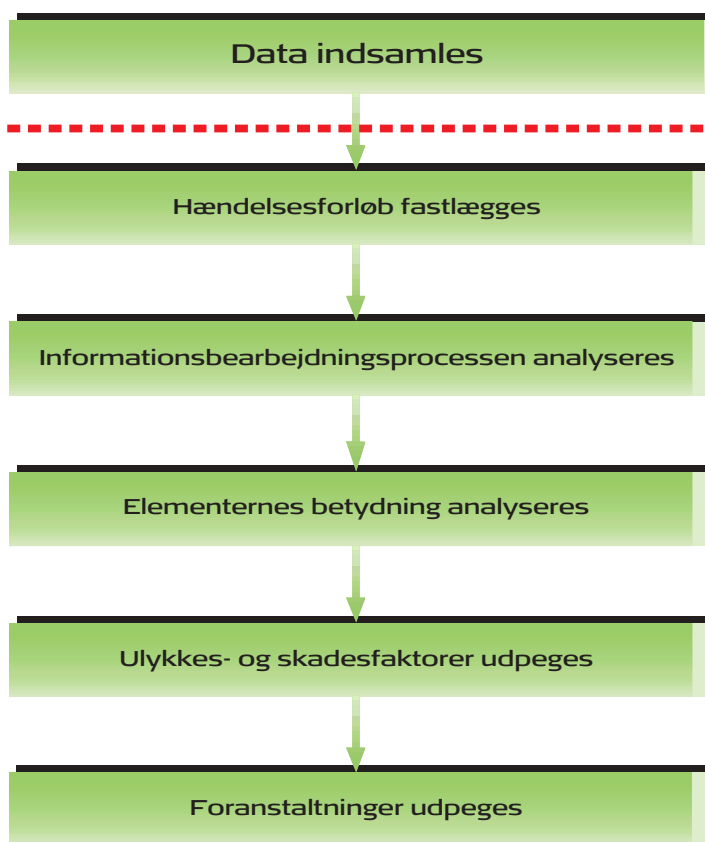 Data indsamles
Hændelsesforløb fastlægges
Informationsbearbejdningsprocessen analyseres
Elementernes betydning analyseres
Ulykkes- og skadesfaktorer udpeges
Foranstaltninger udpeges